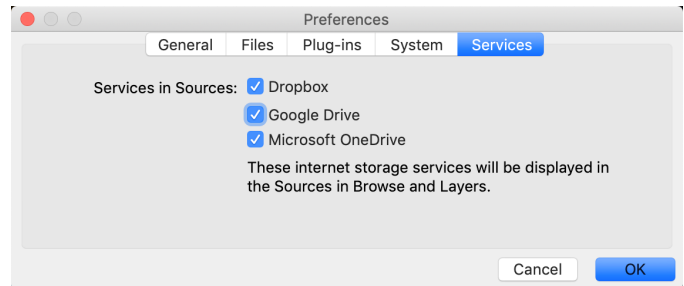 Preferences
General Files Plug-ins System Services
Services in Sources: Dropbox
Google Drive
Microsoft OneDrive
These internet storage services will be displayed in
the Sources in Browse and Layers.
Cancel OK